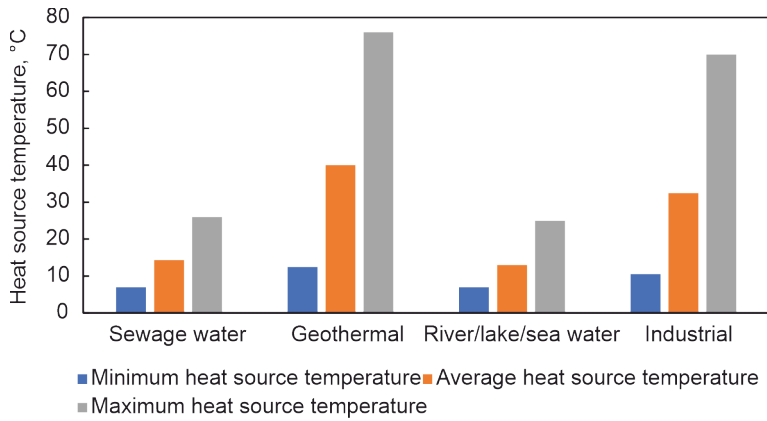 80
70
60
50
40
30
20
10
0
Heat source temperature, °C
Sewage water Geothermal River/lake/sea water Industrial
Minimum heat source temperature Average heat source temperature
Maximum heat source temperature